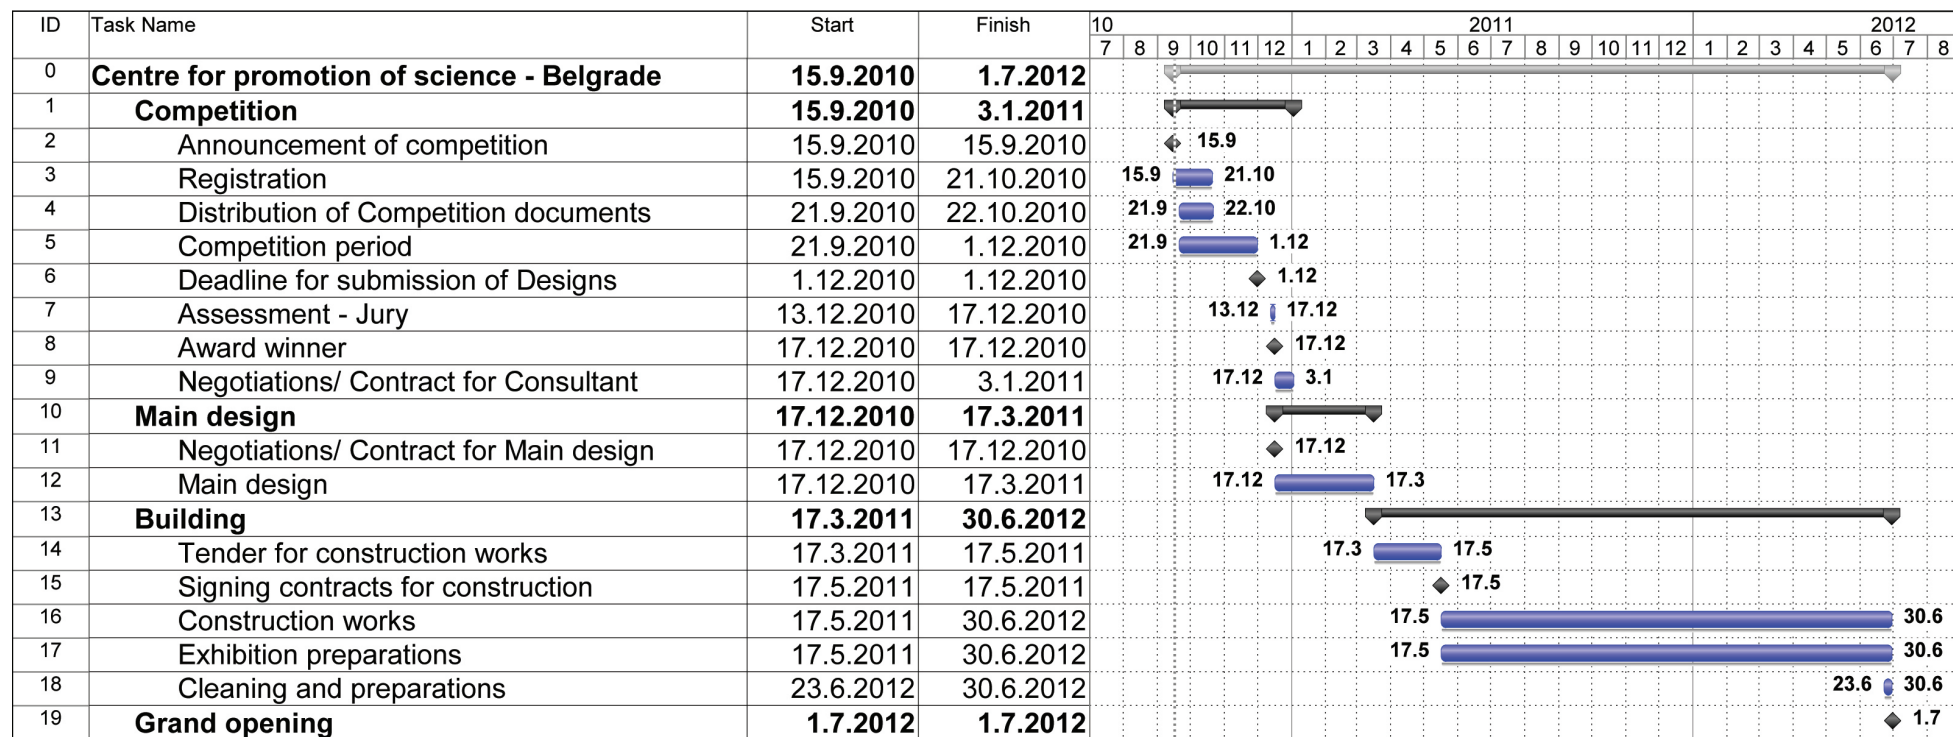 ID Task Name Start Finish 10 2011 2012
7 8 9 10 11 12 1 2 3 4 5 6 7 8 9 10 11 12 1 2 3 4 5 6 7 8
0 Centre for promotion of science - Belgrade 15.9.2010 1.7.2012
1 Competition 15.9.2010 3.1.2011
2 Announcement of competition 15.9.2010 15.9.2010 15.9
3 Registration 15.9.2010 21.10.2010 15.9 21.10
4 Distribution of Competition documents 21.9.2010 22.10.2010 21.9 22.10
5 Competition period 21.9.2010 1.12.2010 21.9 1.12
6 Deadline for submission of Designs 1.12.2010 1.12.2010 1.12
7 Assessment - Jury 13.12.2010 17.12.2010 13.12 17.12
8 Award winner 17.12.2010 17.12.2010 17.12
9 Negotiations/ Contract for Consultant 17.12.2010 3.1.2011 17.12 3.1
10 Main design 17.12.2010 17.3.2011
11 Negotiations/ Contract for Main design 17.12.2010 17.12.2010 17.12
12 Main design 17.12.2010 17.3.2011 17.12 17.3
13 Building 17.3.2011 30.6.2012
14 Tender for construction works 17.3.2011 17.5.2011 17.3 17.5
15 Signing contracts for construction 17.5.2011 17.5.2011 17.5
16 Construction works 17.5.2011 30.6.2012 17.5 30.6
17 Exhibition preparations 17.5.2011 30.6.2012 17.5 30.6
18 Cleaning and preparations 23.6.2012 30.6.2012 23.6 30.6
19 Grand opening 1.7.2012 1.7.2012 1.7